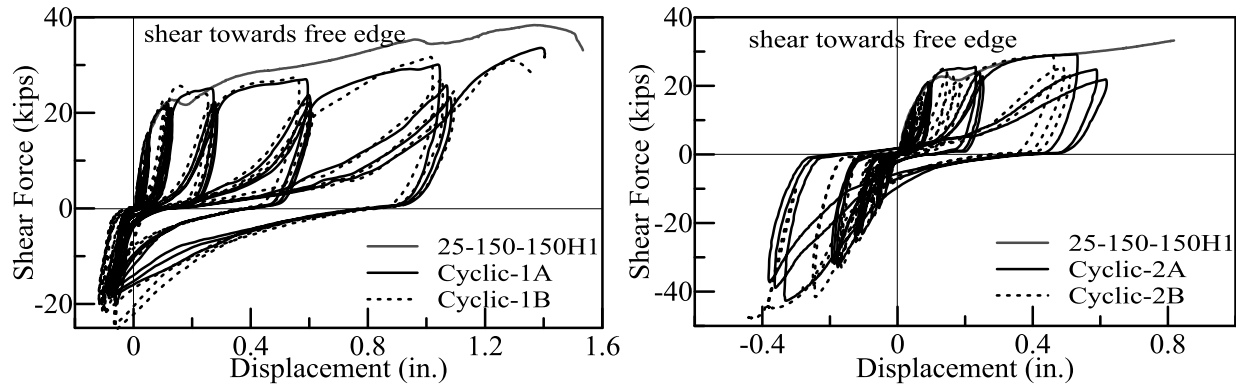 40
shear towards free edge
20
0
-20
Shear Force (kips)
25-150-150H1
Cyclic-1A
Cyclic-1B
0 0.4 0.8 1.2 1.6
Displacement (in.)
40
shear towards free edge
20
0
-20
-40
Shear Force (kips)
25-150-150H1
Cyclic-2A
Cyclic-2B
-0.4 0 0.4 0.8
Displacement (in.)